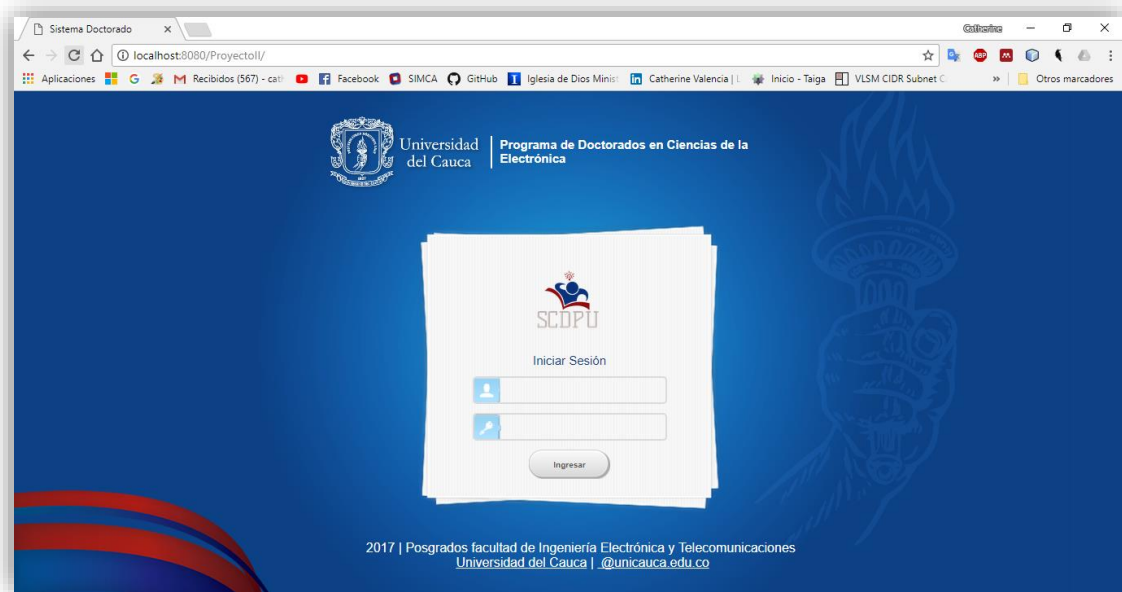 Sistema Doctorado
Catherine
localhost:8080/ProyectoII/
Aplicaciones G M Recibidos (567) - cat Facebook SIMCA GitHub Iglesia de Dios Minis Catherine Valencia | L Inicio - Taiga VLSM CIDR Subnet C » Otros marcadores
Universidad
del Cauca
Programa de Doctorados en Ciencias de la
Electrónica
SCDPU
Iniciar Sesión
Ingresar
2017 | Posgrados facultad de Ingeniería Electrónica y Telecomunicaciones
Universidad del Cauca | @unicauca.edu.co